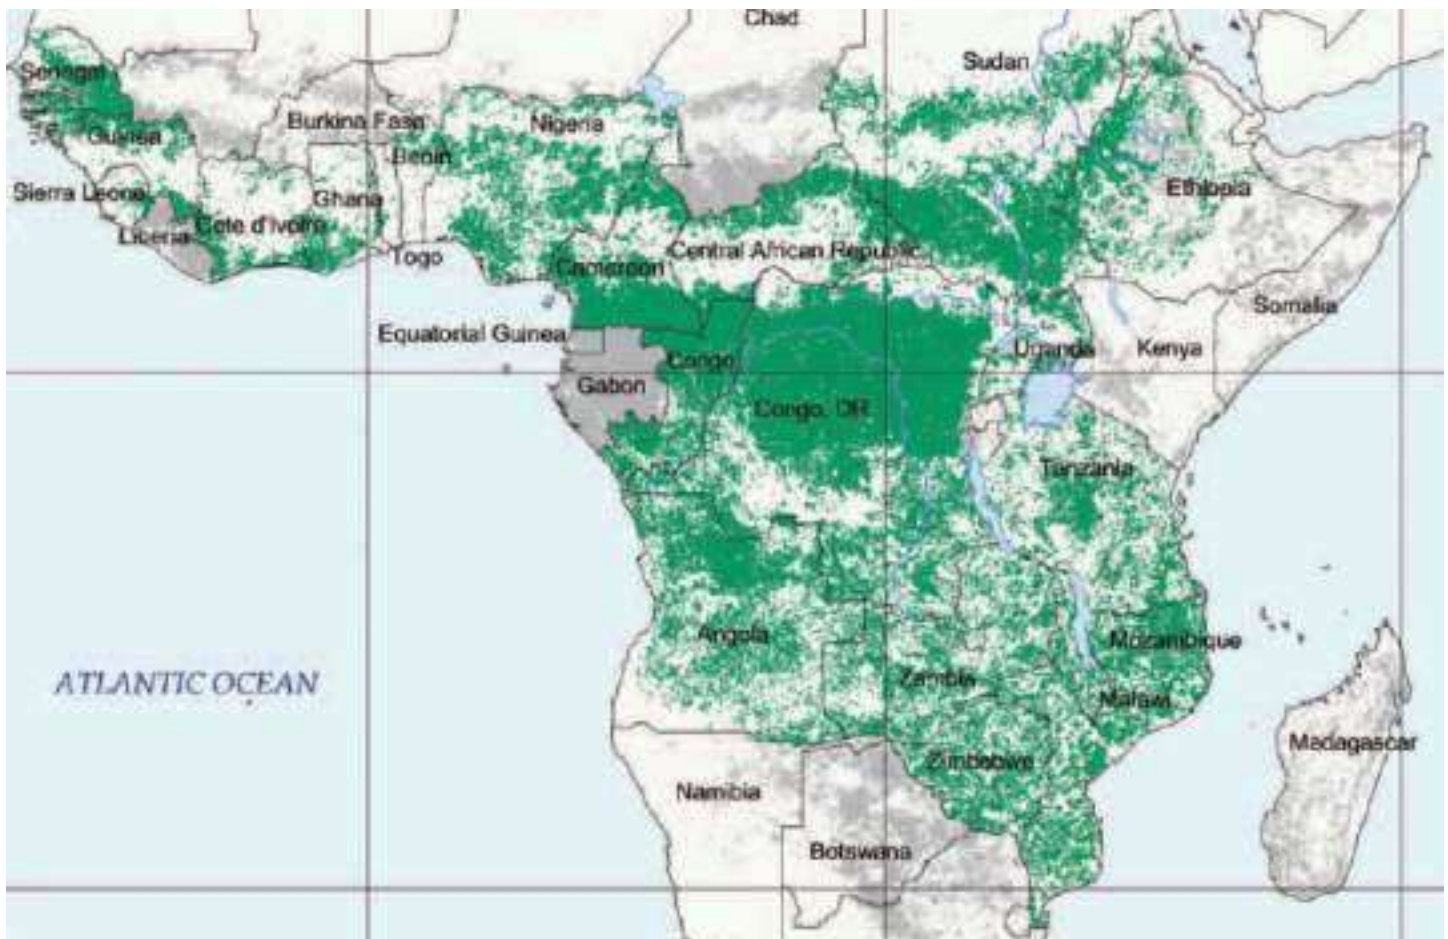 Chad
Sudan
Senegal
Burkina Faso
Nigeria
Guinea
Benin
Ethiopia
Sierra Leone
Ghana
Cote d'Ivoire
Liberia
Togo
Central African Republic
Cameroon
Somalia
Equatorial Guinea
Uganda
Kenya
Congo
Gabon
Congo, DR
Tanzania
Angola
Mozambique
ATLANTIC OCEAN
Zambia
Malawi
Madagascar
Zimbabwe
Namibia
Botswana